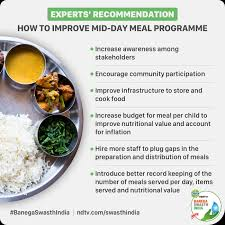 EXPERTS' RECOMMENDATION
HOW TO IMPROVE MID-DAY MEAL PROGRAMME
Increase awareness among
stakeholders
Encourage community participation
Improve infrastructure to store and
cook food
Increase budget for meal per child to
improve nutritional value and account
for inflation
Hire more staff to plug gaps in the
preparation and distribution of meals
Introduce better record keeping of the
number of meals served per day, items
served and nutritional value
#BanegaSwasthIndia
ndtv.com/swasthindia
BANEGA
SWASTH
INDIA